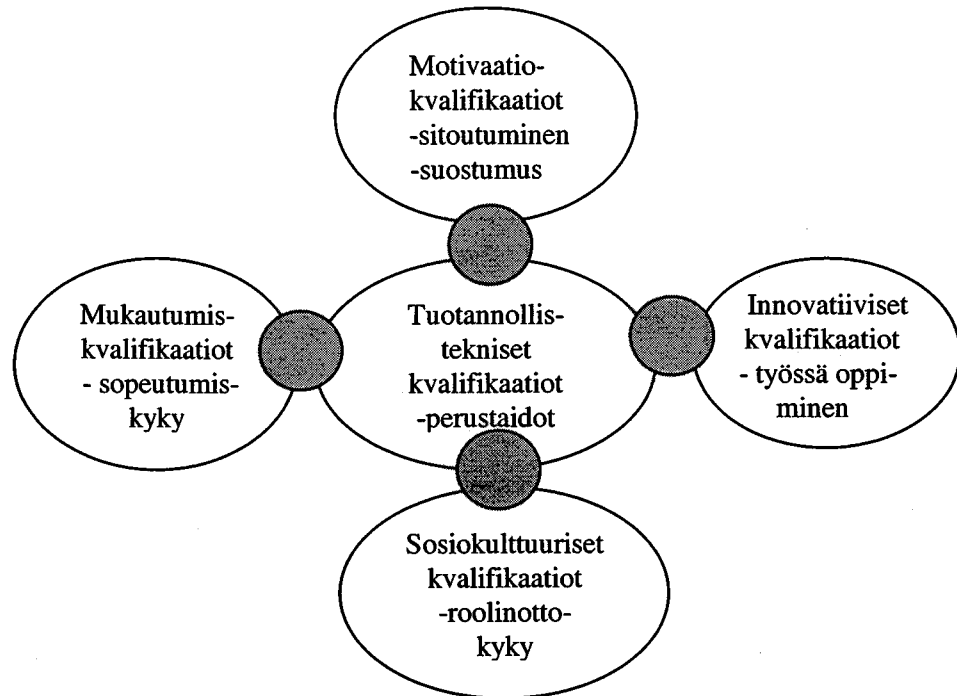 Motivaatio-
kvalifikaatiot
-sitoutuminen
-suostumus
Mukautumis-
kvalifikaatiot
- sopeutumis-
kyky
Tuotannollis-
tekniset
kvalifikaatiot
-perustaidot
Innovatiiviset
kvalifikaatiot
- työssä oppi-
minen
Sosiokulttuuriset
kvalifikaatiot
-roolinotto-
kyky